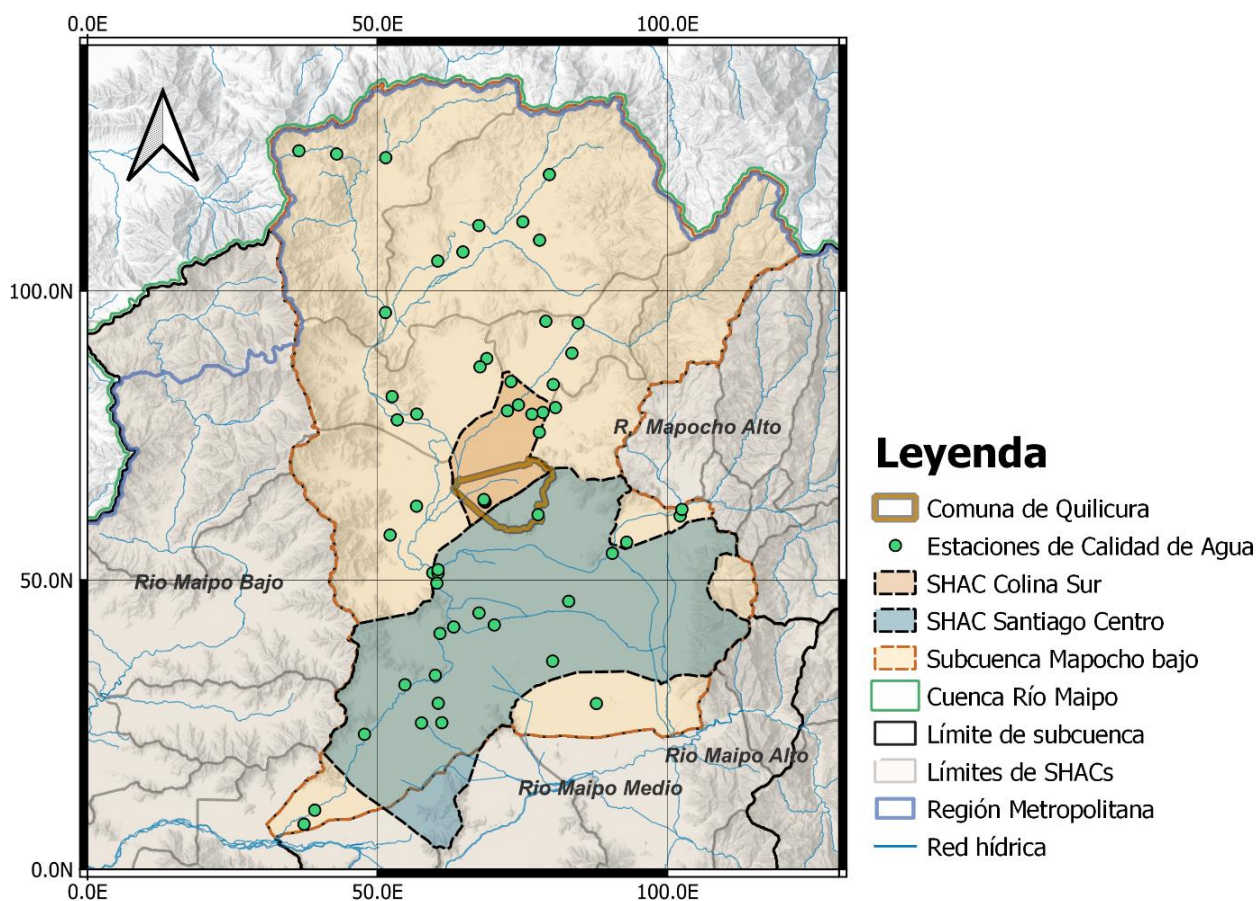 0.0E
50.0E
100.0E
100.0N
R. Mapocho Alto
50.0N
Rio Maipo Bajo
Rio Maipo Alto
Rio Maipo Medio
0.0N
0.0E
50.0E
100.0E
Leyenda
Comuna de Quilicura
Estaciones de Calidad de Agua
SHAC Colina Sur
SHAC Santiago Centro
Subcuenca Mapocho bajo
Cuenca Río Maipo
Límite de subcuenca
Límites de SHACs
Región Metropolitana
Red hídrica